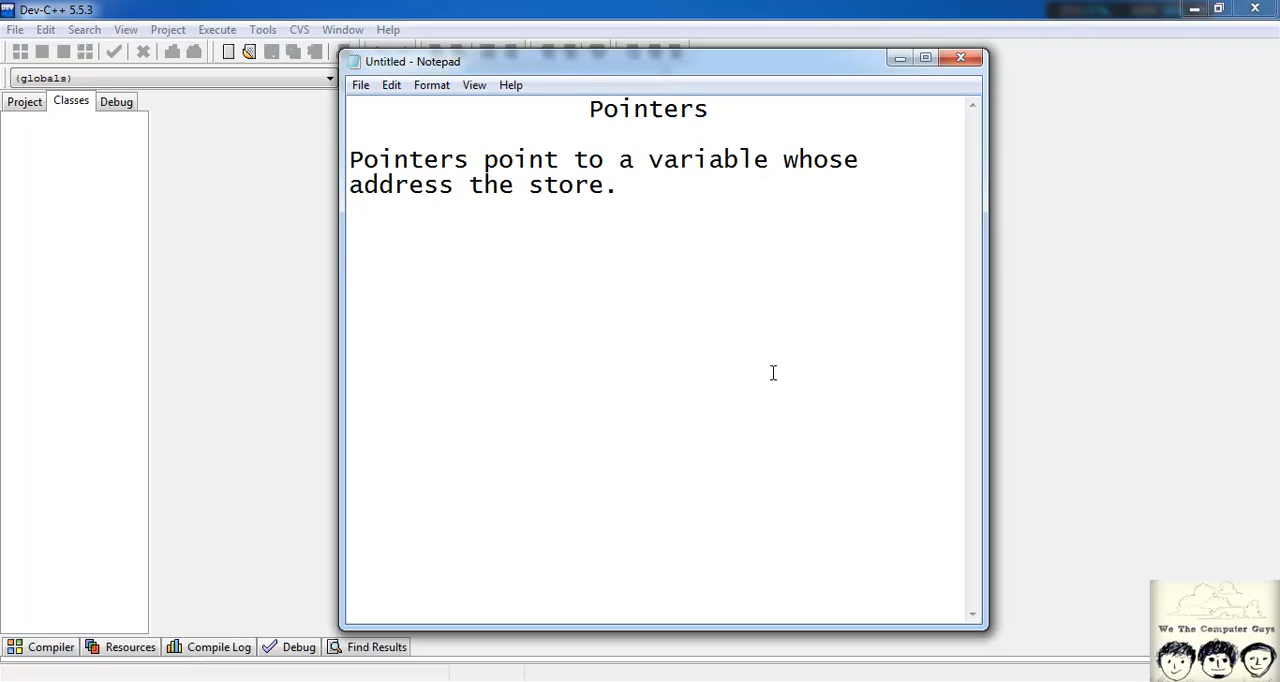 Dev-C++ 5.5.3
File Edit Search View Project Execute Tools CVS Window Help
(globals)
Project Classes Debug
Untitled - Notepad
File Edit Format View Help
Pointers
Pointers point to a variable whose
address the store.
Compiler Resources Compile Log Debug Find Results
We The Computer Guys